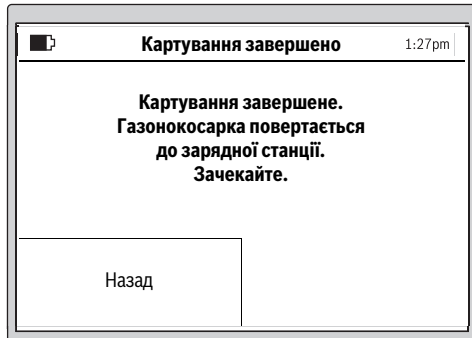 Картування завершено 1:27pm
Картування завершене.
Газонокосарка повертається
до зарядної станції.
Зачекайте.
Назад